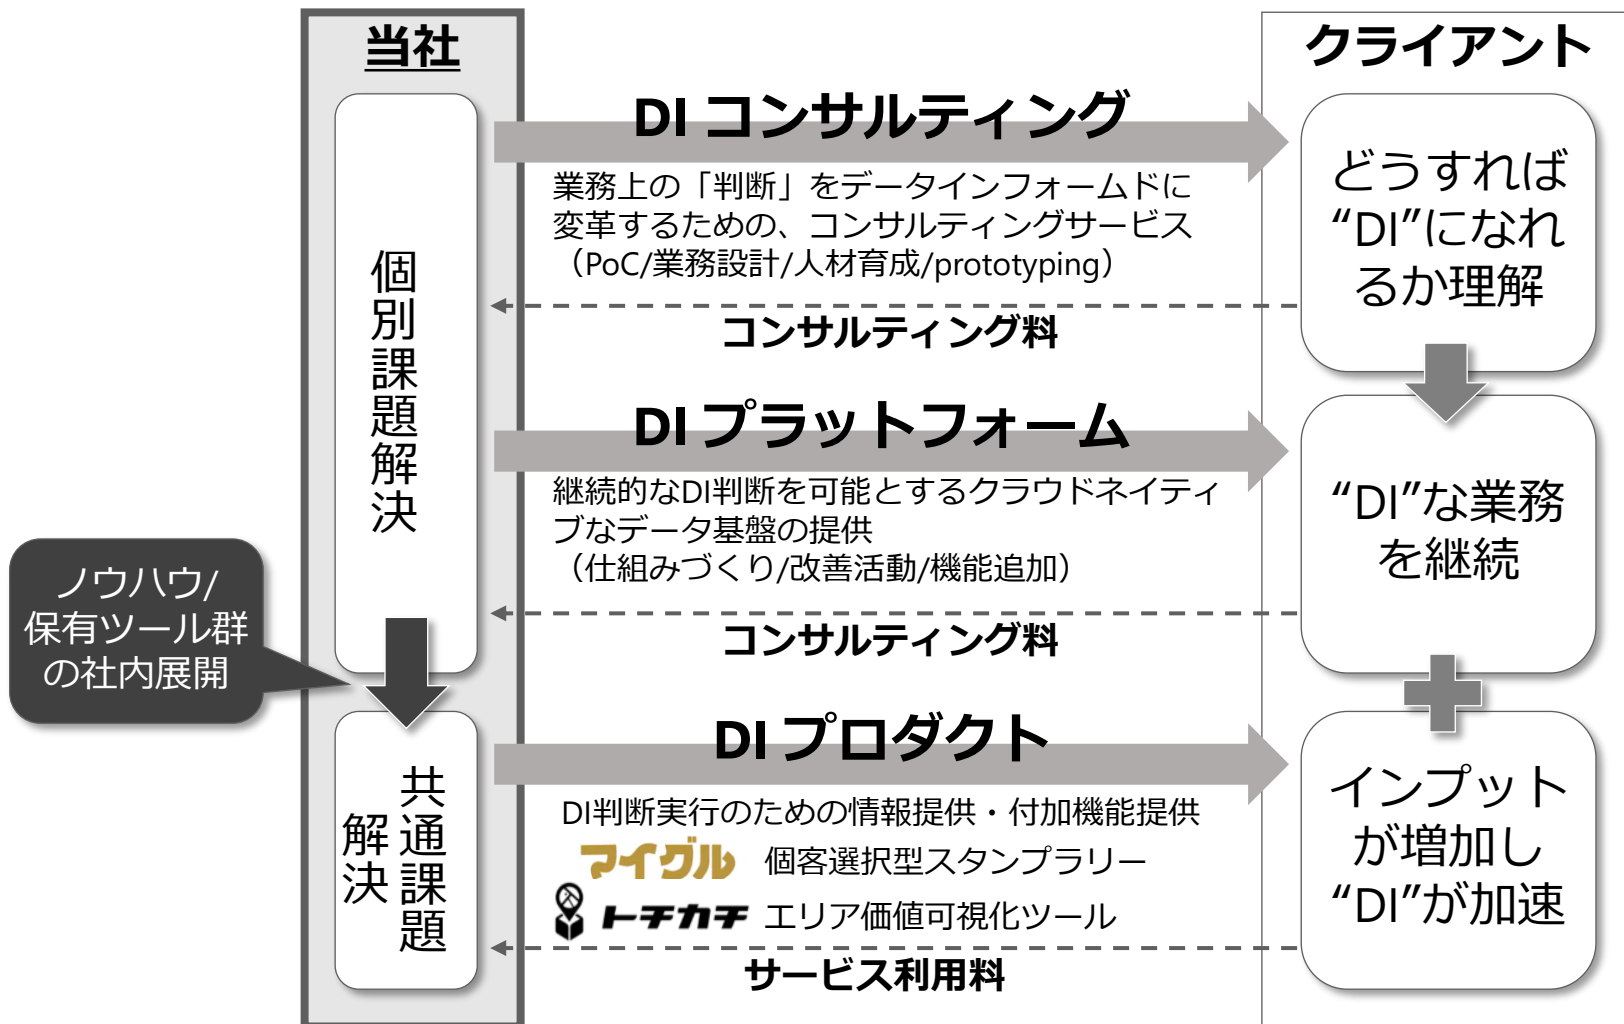 当社
クライアント
個別課題解決
DI コンサルティング
業務上の「判断」をデータインフォームドに
変革するための、コンサルティングサービス
（PoC/業務設計/人材育成/prototyping）
コンサルティング料
どうすれば
“DI”になれ
るか理解
DI プラットフォーム
継続的なDI判断を可能とするクラウドネイティ
ブなデータ基盤の提供
（仕組みづくり/改善活動/機能追加）
コンサルティング料
“DI”な業務
を継続
ノウハウ/
保有ツール群
の社内展開
共通課題
解決
DI プロダクト
DI判断実行のための情報提供・付加機能提供
マイグル 個客選択型スタンプラリー
トチカチ エリア価値可視化ツール
サービス利用料
インプット
が増加し
“DI”が加速